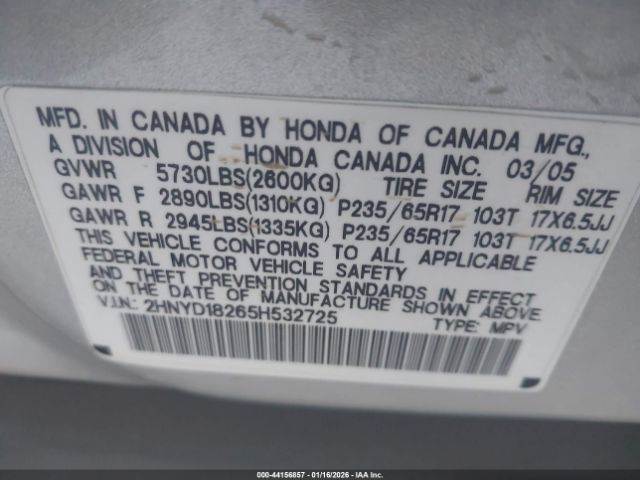 MFD. IN CANADA BY HONDA OF CANADA MFG.,
A DIVISION OF HONDA CANADA INC. 03/05
GVWR 5730LBS(2600KG) TIRE SIZE RIM SIZE
GAWR F 2890LBS(1310KG) P235/65R17 103T 17X6.5JJ
GAWR R 2945LBS(1335KG) P235/65R17 103T 17X6.5JJ
THIS VEHICLE CONFORMS TO ALL APPLICABLE
FEDERAL MOTOR VEHICLE SAFETY
AND THEFT PREVENTION STANDARDS IN EFFECT
ON THE DATE OF MANUFACTURE SHOWN ABOVE.
V.I.N.: 2HNYD18265H532725 TYPE: MPV
000-44156857 - 01/16/2026 - IAAI.COM